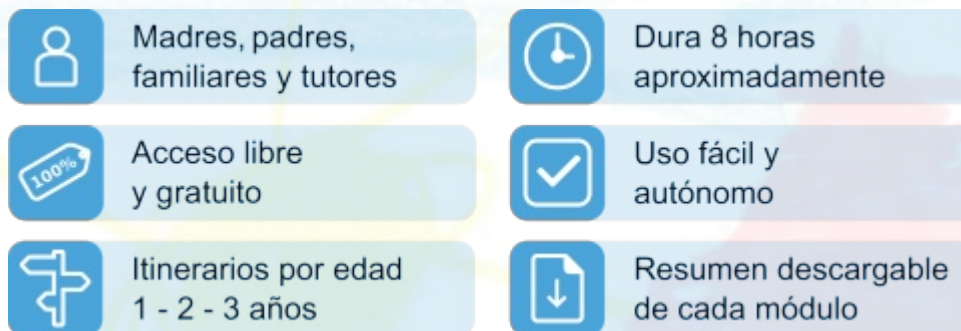 Madres, padres,
familiares y tutores
Dura 8 horas
aproximadamente
100%
Acceso libre
y gratuito
Uso fácil y
autónomo
Itinerarios por edad
1 - 2 - 3 años
Resumen descargable
de cada módulo